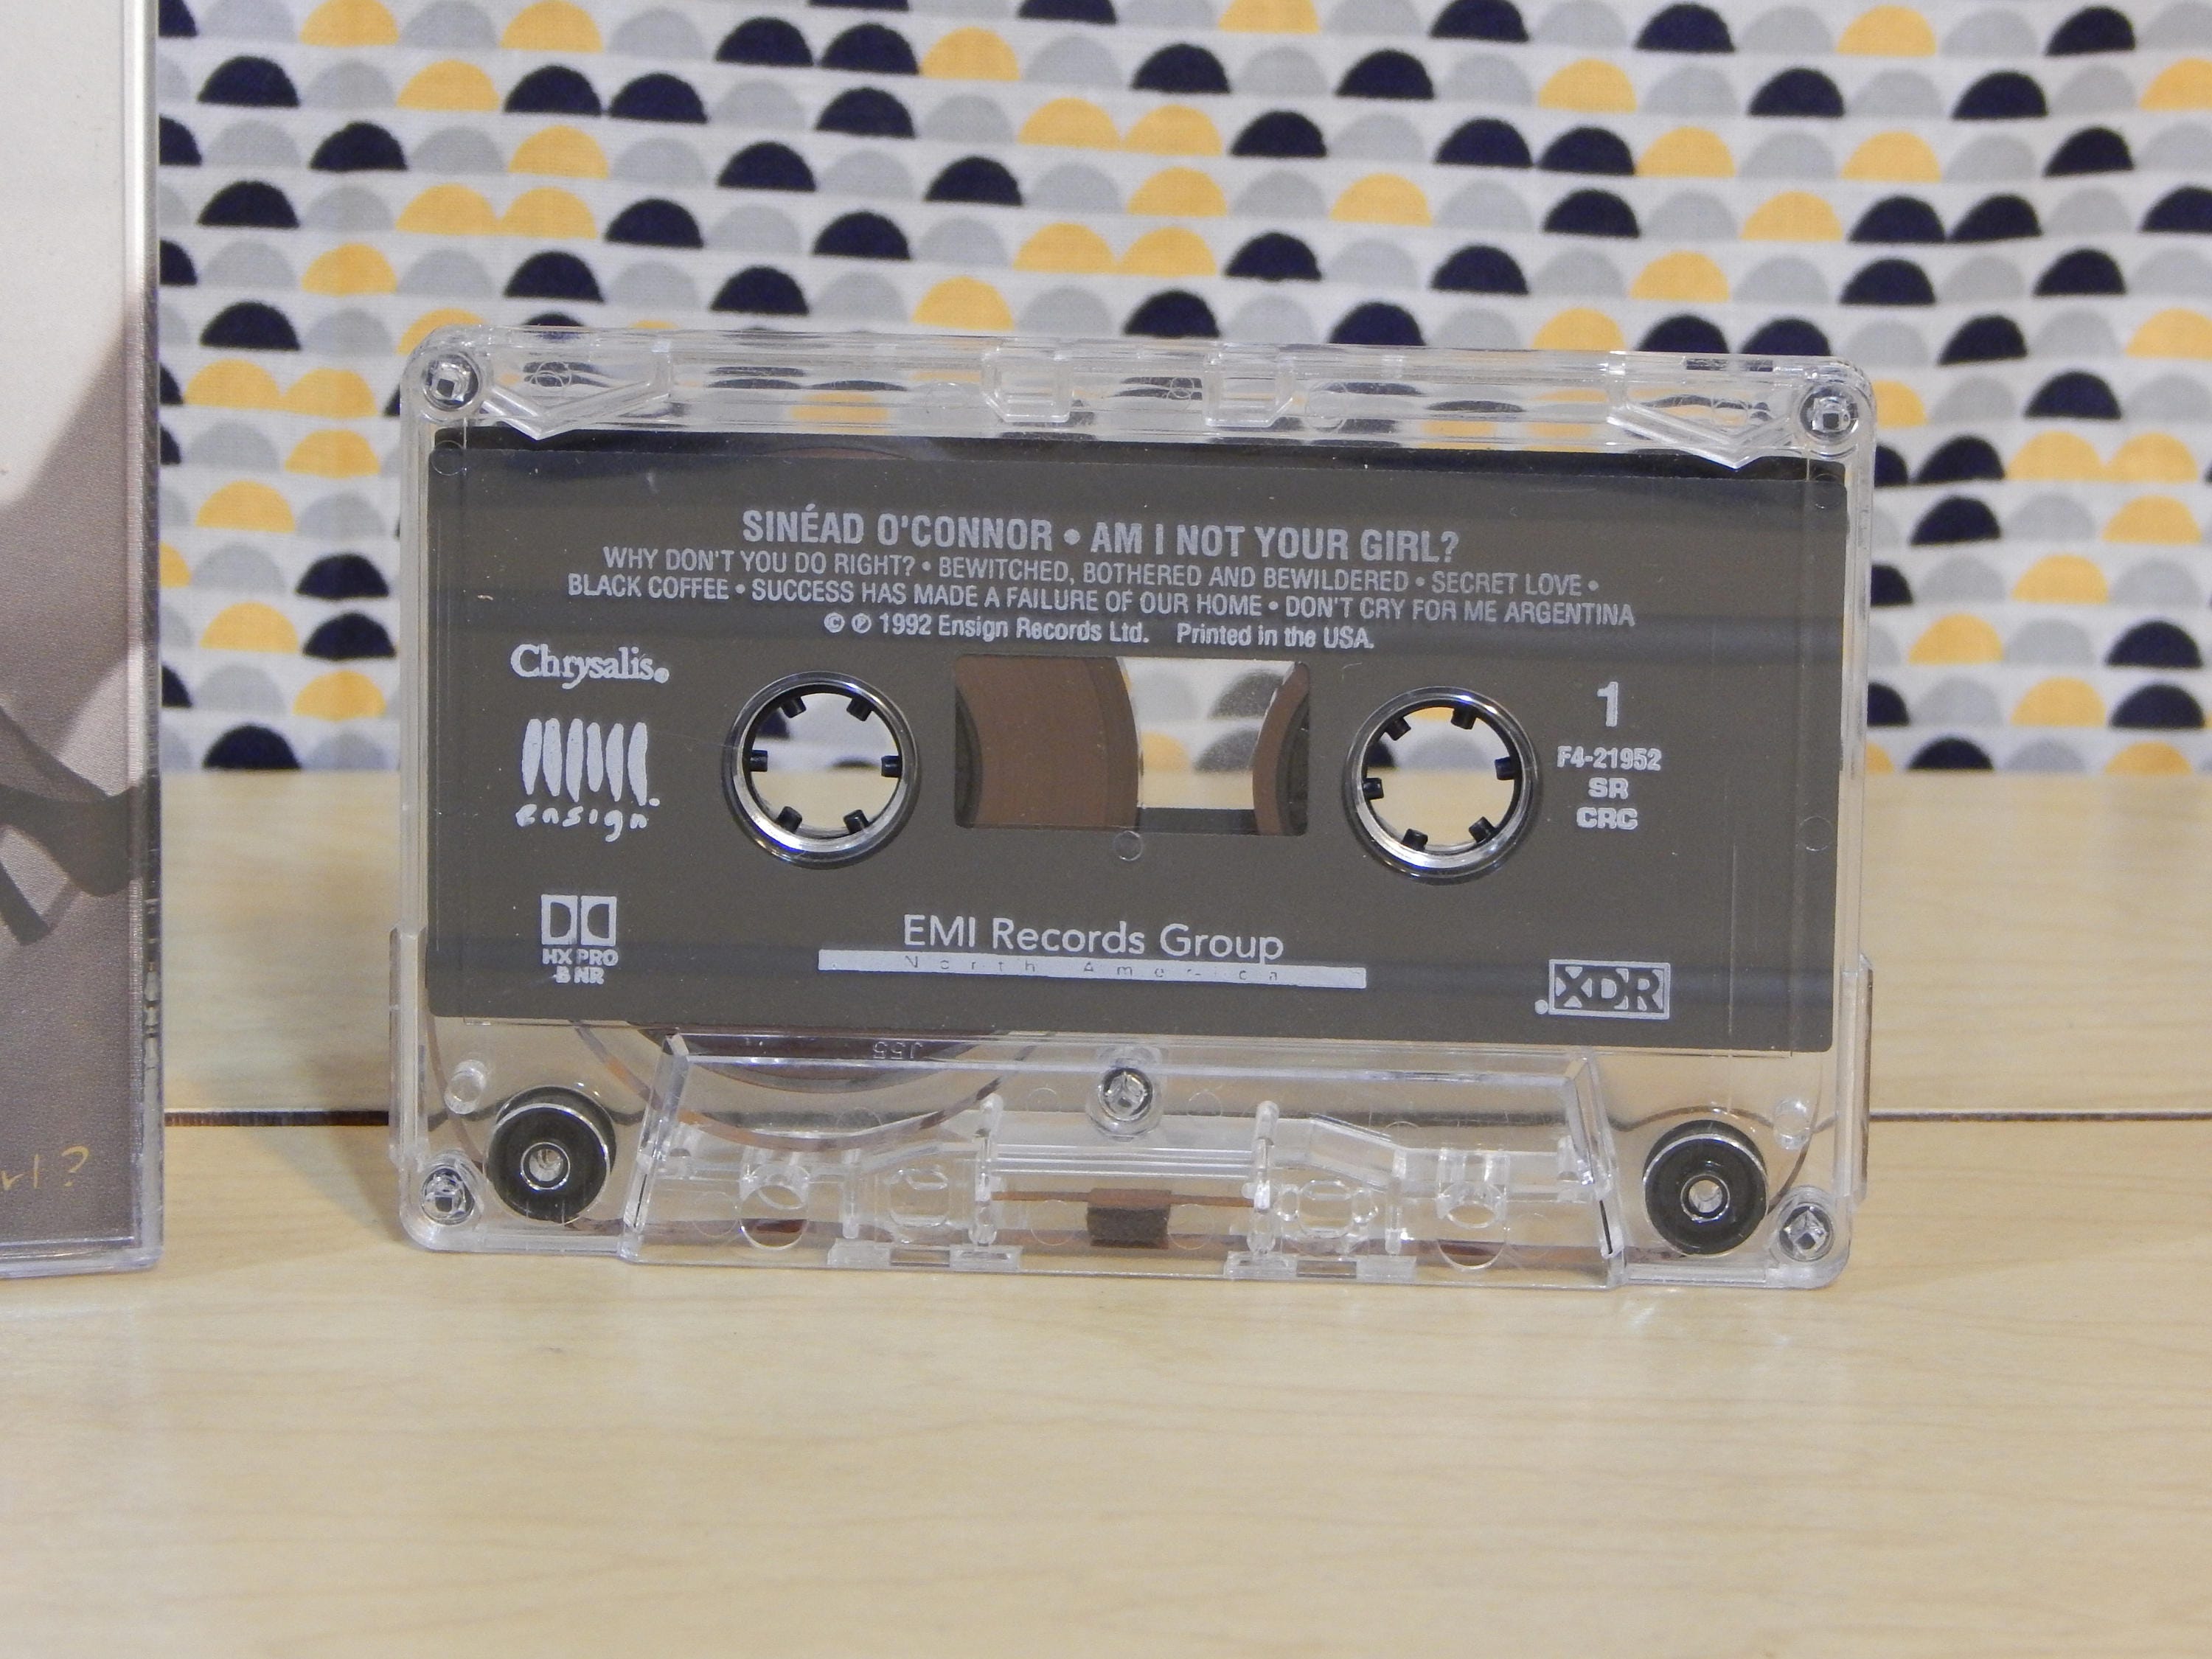 SINÉAD O'CONNOR • AM I NOT YOUR GIRL?
WHY DON'T YOU DO RIGHT? • BEWITCHED, BOTHERED AND BEWILDERED • SECRET LOVE •
BLACK COFFEE • SUCCESS HAS MADE A FAILURE OF OUR HOME • DON'T CRY FOR ME ARGENTINA
© ℗ 1992 Ensign Records Ltd. Printed in the USA.
Chrysalis®
ensign
1
F4-21952
SR
CRC
HX PRO
B NR
EMI Records Group
North America
XDR
J55
rl?